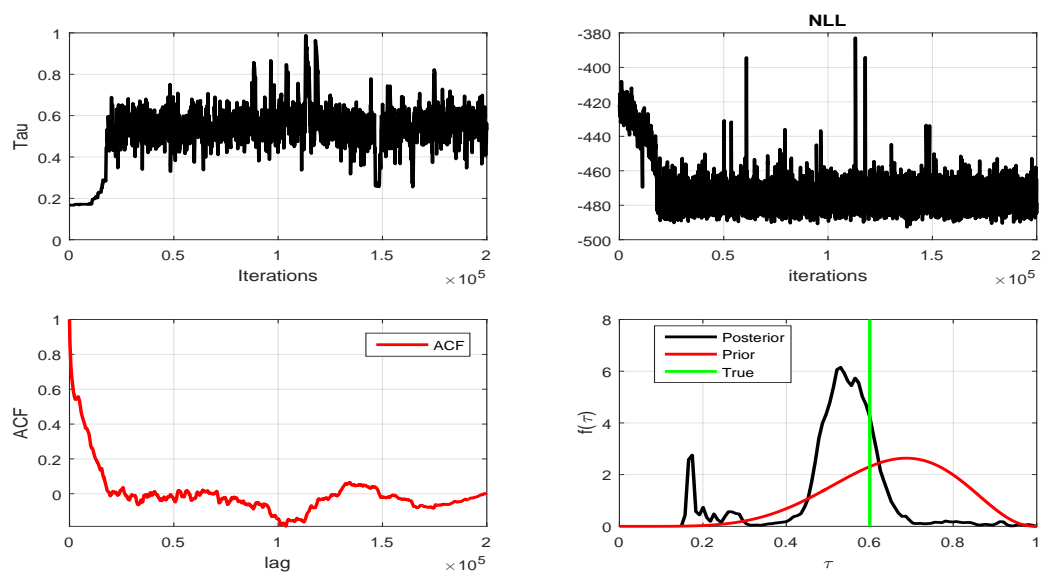 1
0.8
0.6
0.4
0.2
0
Tau
0 0.5 1 1.5 2
Iterations
×10^5
NLL
-380
-400
-420
-440
-460
-480
-500
0 0.5 1 1.5 2
iterations
×10^5
1
0.8
0.6
0.4
0.2
0
ACF
ACF
0 0.5 1 1.5 2
lag
×10^5
8
6
4
2
0
f(τ)
Posterior
Prior
True
0 0.2 0.4 0.6 0.8 1
τ